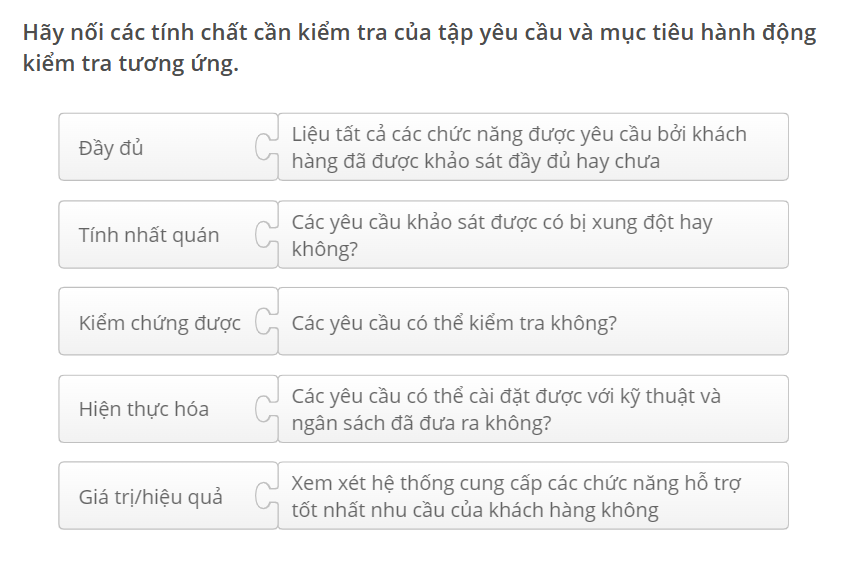 Hãy nối các tính chất cần kiểm tra của tập yêu cầu và mục tiêu hành động
kiểm tra tương ứng.
Đầy đủ
Liệu tất cả các chức năng được yêu cầu bởi khách
hàng đã được khảo sát đầy đủ hay chưa
Tính nhất quán
Các yêu cầu khảo sát được có bị xung đột hay
không?
Kiểm chứng được
Các yêu cầu có thể kiểm tra không?
Hiện thực hóa
Các yêu cầu có thể cài đặt được với kỹ thuật và
ngân sách đã đưa ra không?
Giá trị/hiệu quả
Xem xét hệ thống cung cấp các chức năng hỗ trợ
tốt nhất nhu cầu của khách hàng không